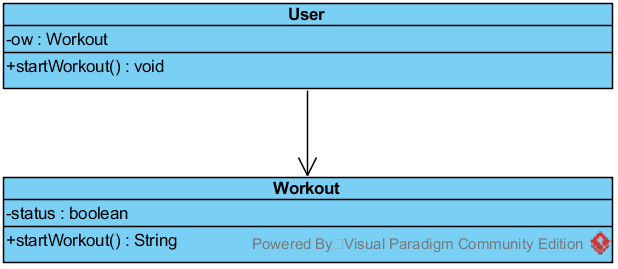 User
-ow : Workout
+startWorkout() : void
Workout
-status : boolean
+startWorkout() : String
Powered By Visual Paradigm Community Edition